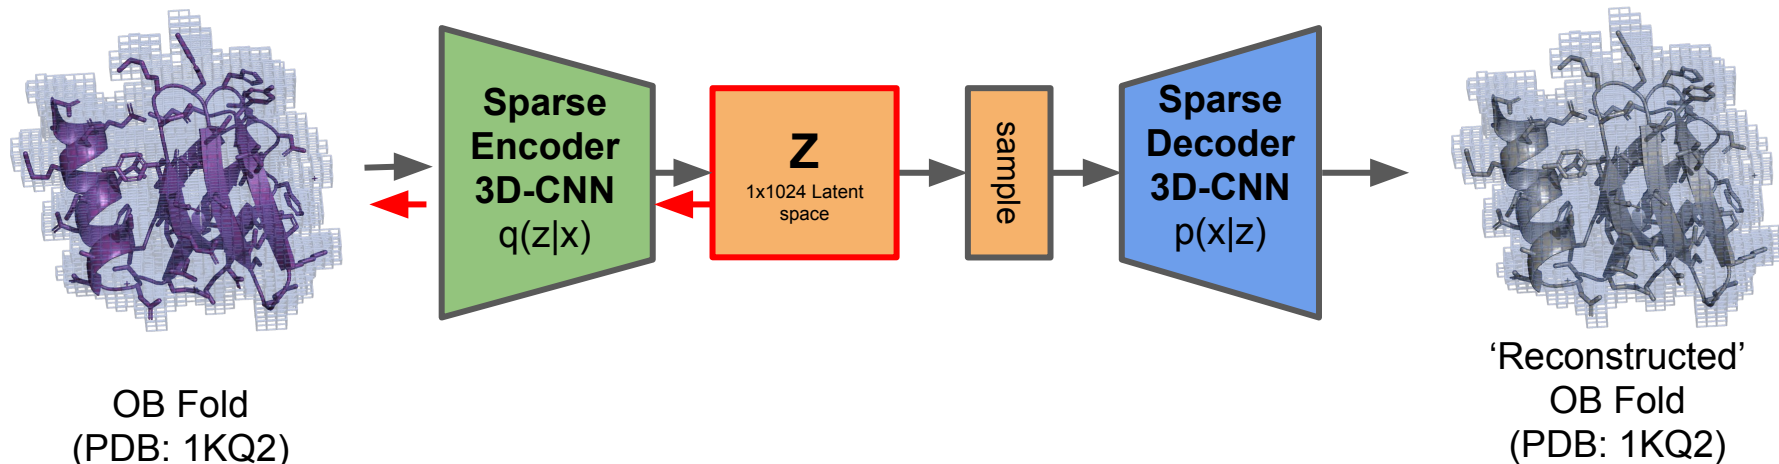 OB Fold
(PDB: 1KQ2)
Sparse
Encoder
3D-CNN
q(z|x)
Z
1x1024 Latent
space
sample
Sparse
Decoder
3D-CNN
p(x|z)
‘Reconstructed’
OB Fold
(PDB: 1KQ2)